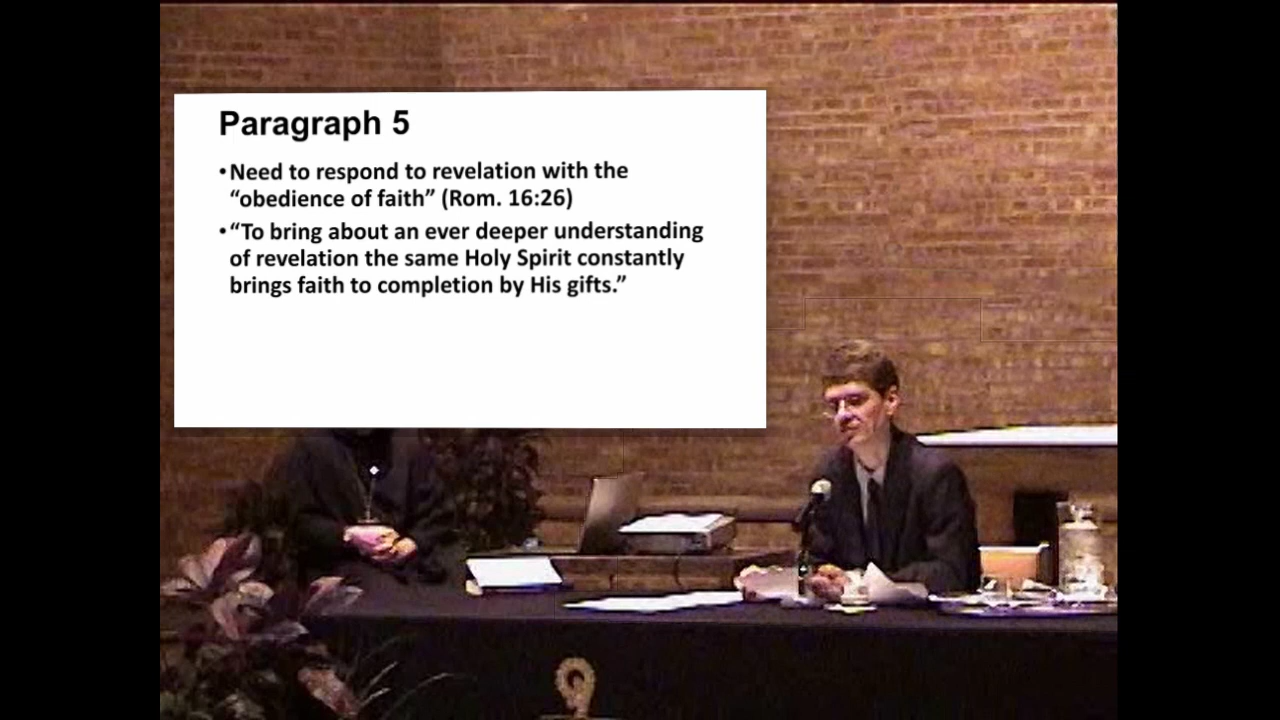 Paragraph 5
•Need to respond to revelation with the
“obedience of faith” (Rom. 16:26)
•“To bring about an ever deeper understanding
of revelation the same Holy Spirit constantly
brings faith to completion by His gifts.”